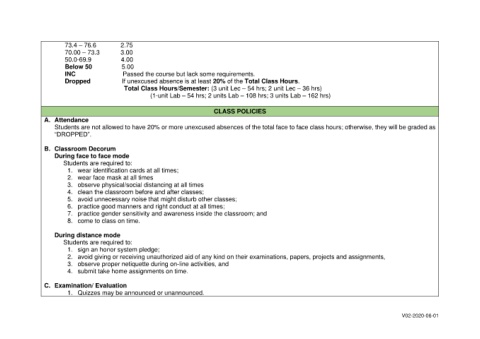 73.4 – 76.6 2.75
70.00 – 73.3 3.00
50.0-69.9 4.00
Below 50 5.00
INC Passed the course but lack some requirements.
Dropped If unexcused absence is at least 20% of the Total Class Hours.
Total Class Hours/Semester: (3 unit Lec – 54 hrs; 2 unit Lec – 36 hrs)
(1-unit Lab – 54 hrs; 2 units Lab – 108 hrs; 3 units Lab – 162 hrs)
CLASS POLICIES
A. Attendance
Students are not allowed to have 20% or more unexcused absences of the total face to face class hours; otherwise, they will be graded as
"DROPPED".
B. Classroom Decorum
During face to face mode
Students are required to:
1. wear identification cards at all times;
2. wear face mask at all times
3. observe physical/social distancing at all times
4. clean the classroom before and after classes;
5. avoid unnecessary noise that might disturb other classes;
6. practice good manners and right conduct at all times;
7. practice gender sensitivity and awareness inside the classroom; and
8. come to class on time.
During distance mode
Students are required to:
1. sign an honor system pledge;
2. avoid giving or receiving unauthorized aid of any kind on their examinations, papers, projects and assignments,
3. observe proper netiquette during on-line activities, and
4. submit take home assignments on time.
C. Examination/ Evaluation
1. Quizzes may be announced or unannounced.
V02-2020-06-01